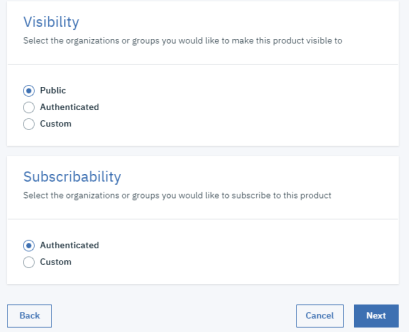 Visibility
Select the organizations or groups you would like to make this product visible to
Public
Authenticated
Custom
Subscribability
Select the organizations or groups you would like to subscribe to this product
Authenticated
Custom
Back
Cancel
Next